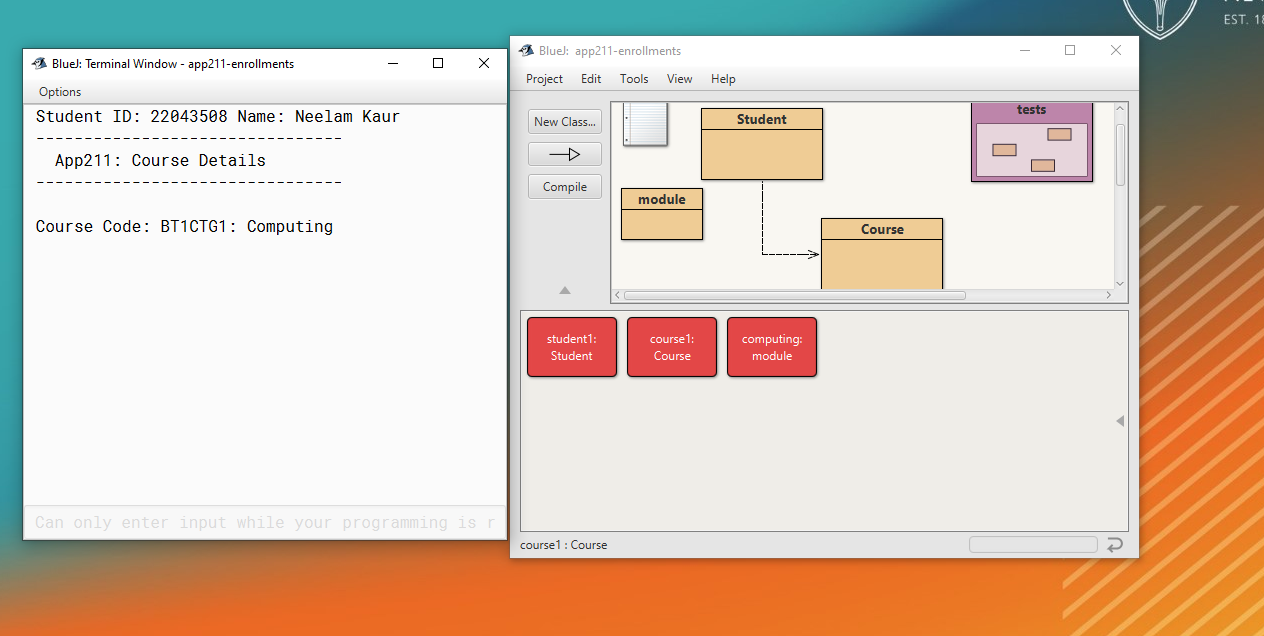 EST. 18
BlueJ: Terminal Window - app211-enrollments
Options
Student ID: 22043508 Name: Neelam Kaur
--------------------------------
App211: Course Details
--------------------------------
Course Code: BT1CTG1: Computing
Can only enter input while your programming is r
BlueJ: app211-enrollments
Project Edit Tools View Help
New Class...
Compile
Student
tests
module
Course
student1:
Student
course1:
Course
computing:
module
course1 : Course